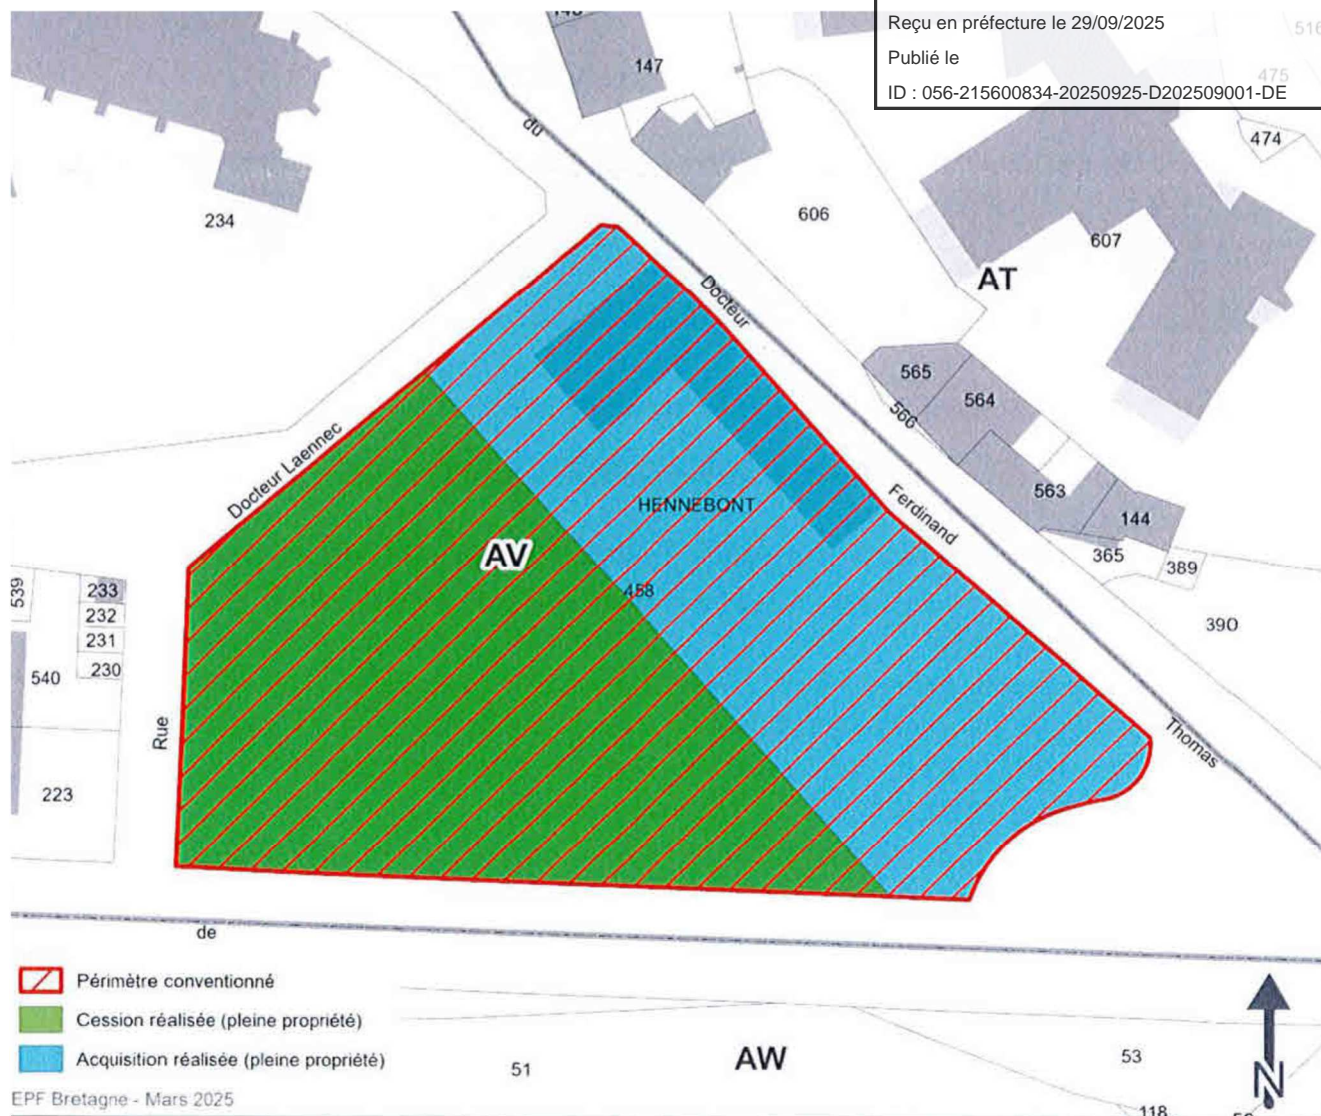 Reçu en préfecture le 29/09/2025
Publié le
ID : 056-215600834-20250925-D202509001-DE
516
475
474
147
du
234
606
607
AT
Docteur
565
566
564
563
144
365
389
390
Docteur Laennec
HENNEBONT
Ferdinand
AV
458
539
233
232
231
230
540
223
Rue
Thomas
de
Périmètre conventionné
Cession réalisée (pleine propriété)
Acquisition réalisée (pleine propriété)
51
AW
53
118
N
EPF Bretagne - Mars 2025